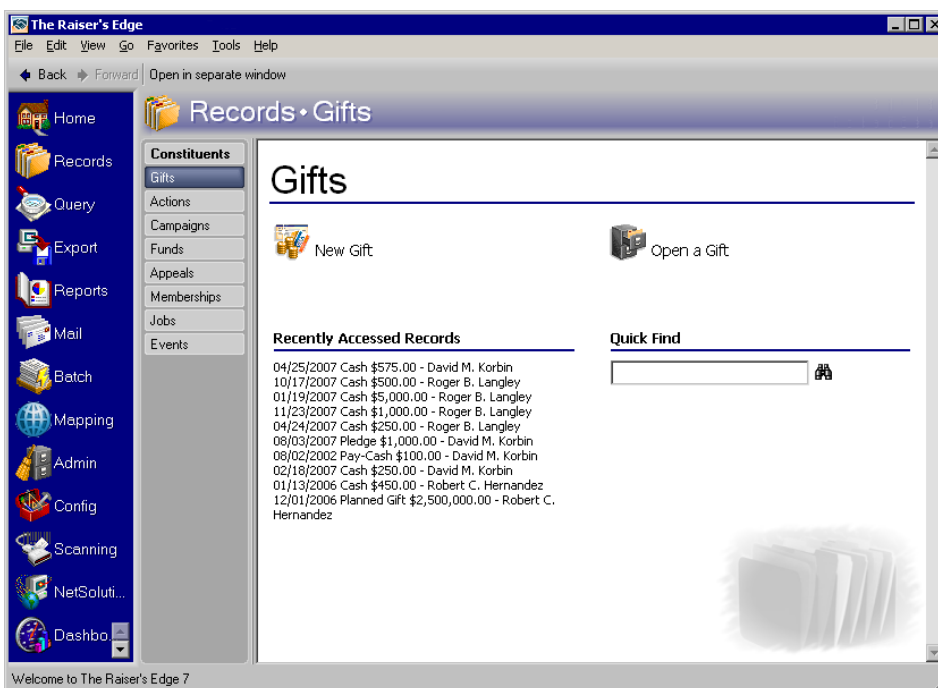 The Raiser's Edge
File Edit View Go Favorites Tools Help
Back Forward Open in separate window
Records • Gifts
Home
Records
Query
Export
Reports
Mail
Batch
Mapping
Admin
Config
Scanning
NetSoluti...
Dashbo...
Constituents
Gifts
Actions
Campaigns
Funds
Appeals
Memberships
Jobs
Events
Gifts
New Gift
Open a Gift
Recently Accessed Records
04/25/2007 Cash $575.00 - David M. Korbin
10/17/2007 Cash $500.00 - Roger B. Langley
01/19/2007 Cash $5,000.00 - Roger B. Langley
11/23/2007 Cash $1,000.00 - Roger B. Langley
04/24/2007 Cash $250.00 - Roger B. Langley
08/03/2007 Pledge $1,000.00 - David M. Korbin
08/02/2002 Pay-Cash $100.00 - David M. Korbin
02/18/2007 Cash $250.00 - David M. Korbin
01/13/2006 Cash $450.00 - Robert C. Hernandez
12/01/2006 Planned Gift $2,500,000.00 - Robert C.
Hernandez
Quick Find
Welcome to The Raiser's Edge 7